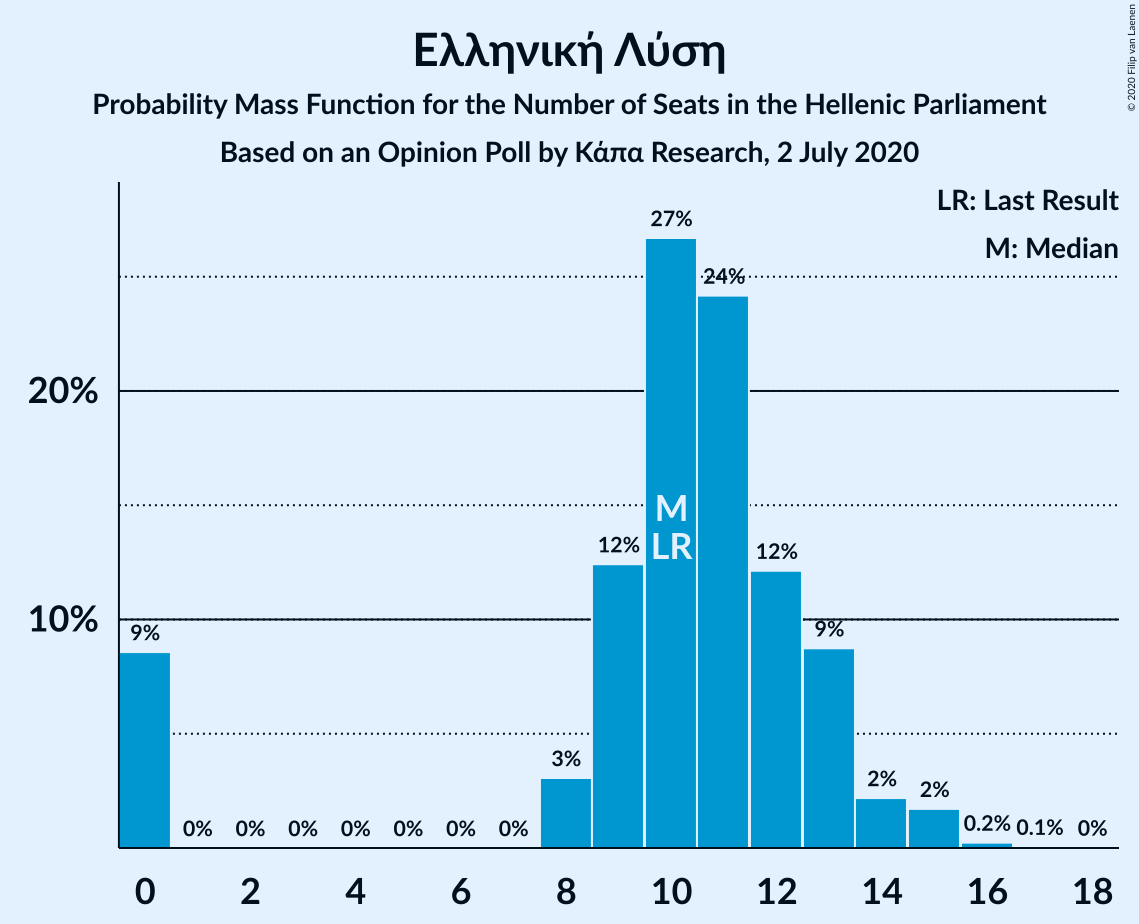 Ελληνική Λύση
Probability Mass Function for the Number of Seats in the Hellenic Parliament
Based on an Opinion Poll by Κάπα Research, 2 July 2020
© 2020 Filip van Laenen
LR: Last Result
M: Median
20%
10%
9%
0%
0%
0%
0%
0%
0%
0%
3%
12%
27%
24%
12%
9%
2%
2%
0.2%
0.1%
0%
M
LR
0 2 4 6 8 10 12 14 16 18